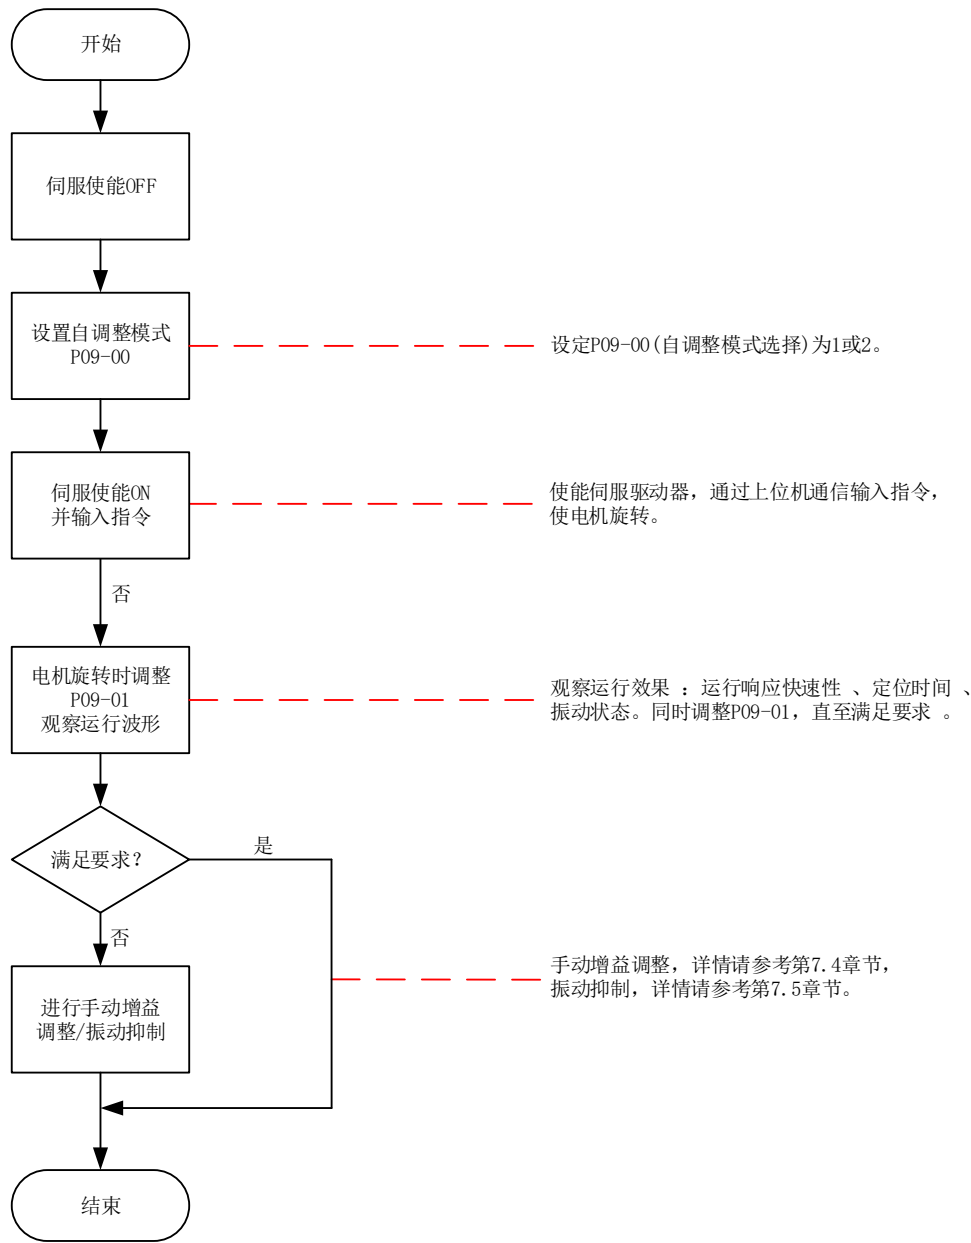 开始
伺服使能OFF
设置自调整模式
P09-00
设定P09-00(自调整模式选择)为1或2。
伺服使能ON
并输入指令
使能伺服驱动器，通过上位机通信输入指令，
使电机旋转。
否
电机旋转时调整
P09-01
观察运行波形
观察运行效果 ：运行响应快速性 、定位时间 、
振动状态。同时调整P09-01，直至满足要求 。
满足要求?
是
否
进行手动增益
调整/振动抑制
手动增益调整，详情请参考第7.4章节，
振动抑制，详情请参考第7.5章节。
结束